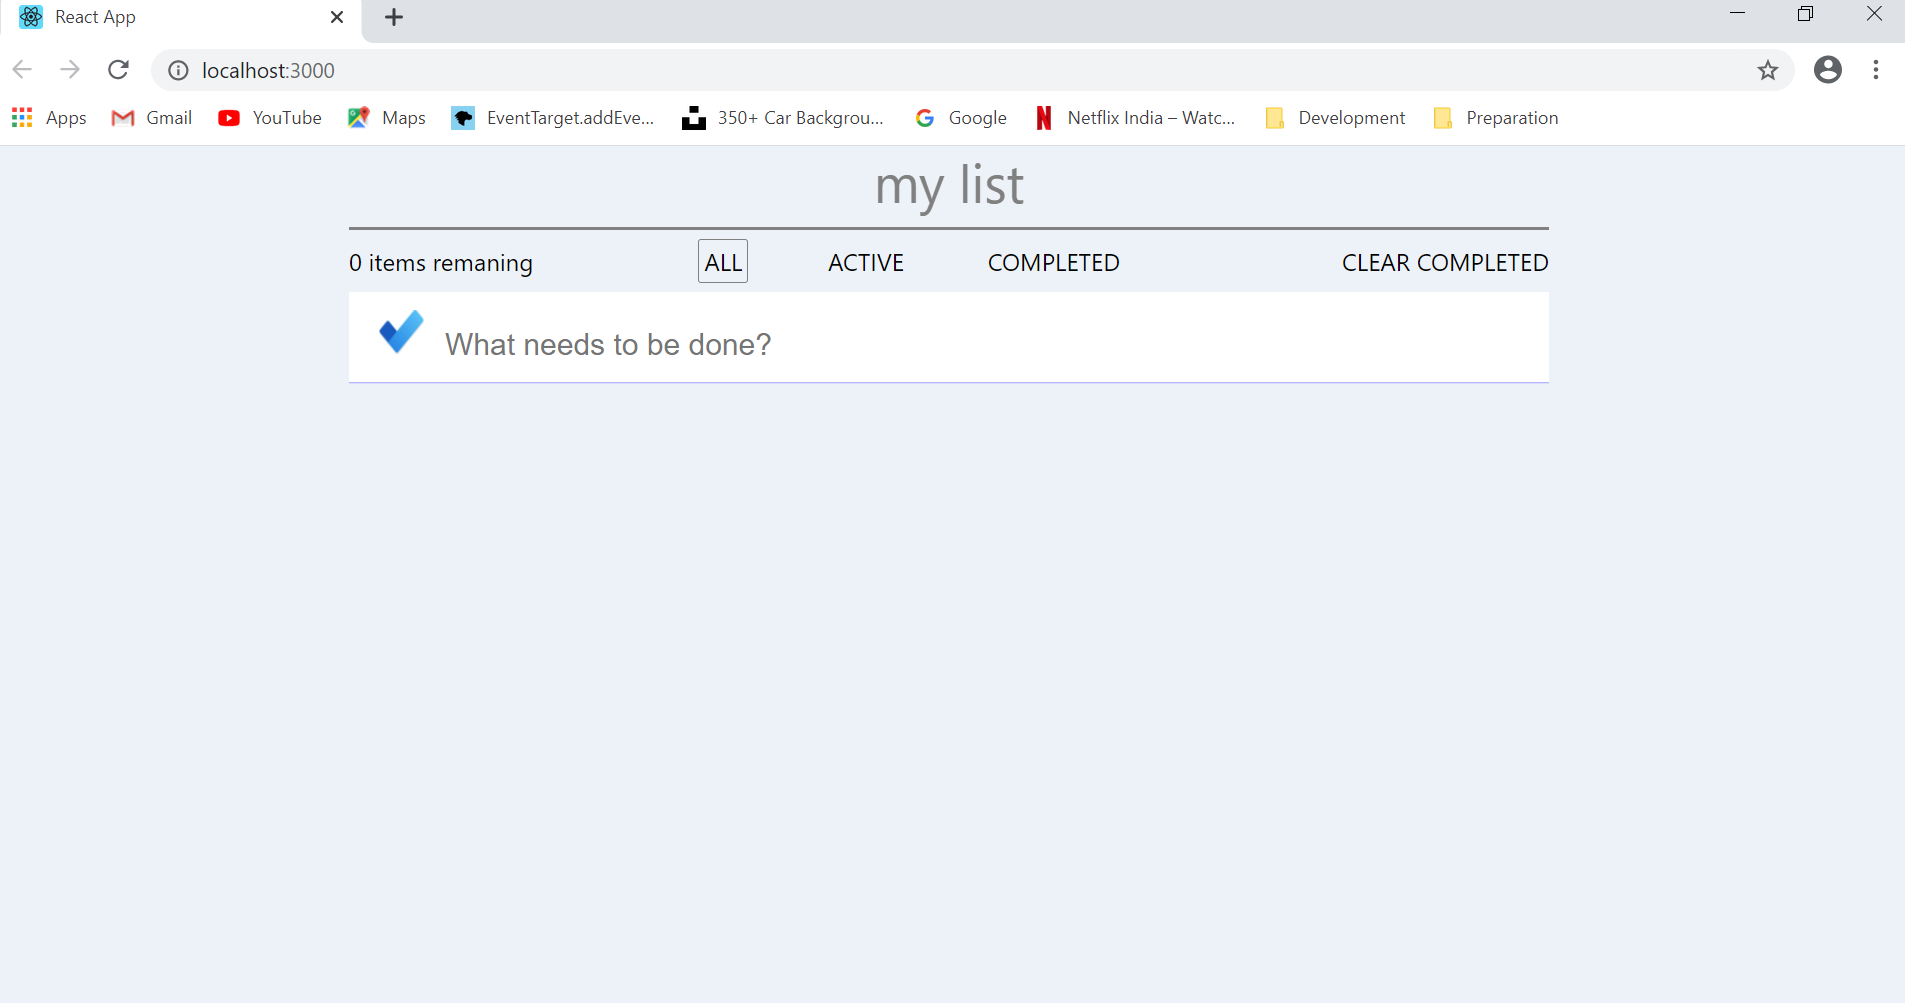 React App
localhost:3000
Apps Gmail YouTube Maps EventTarget.addEve... 350+ Car Backgrou... Google Netflix India – Watc... Development Preparation
my list
0 items remaning ALL ACTIVE COMPLETED CLEAR COMPLETED
What needs to be done?